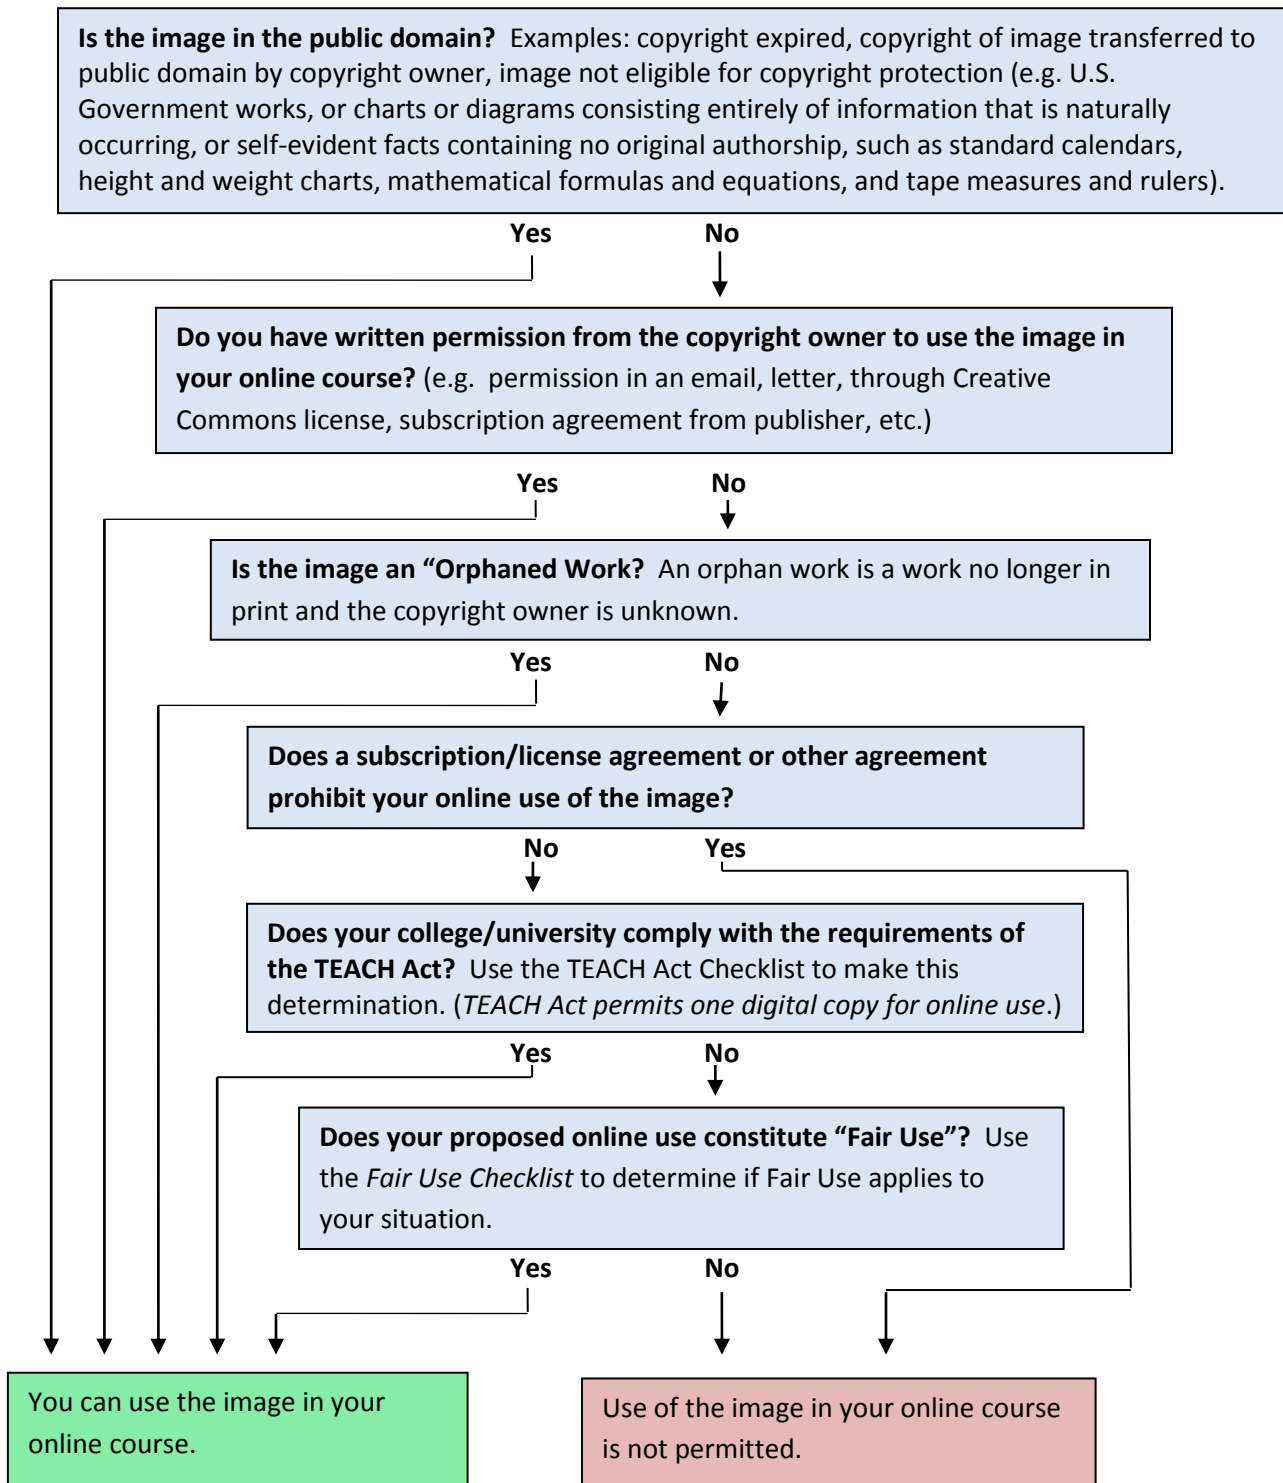 Is the image in the public domain?  Examples: copyright expired, copyright of image transferred to
public domain by copyright owner, image not eligible for copyright protection (e.g. U.S.
Government works, or charts or diagrams consisting entirely of information that is naturally
occurring, or self-evident facts containing no original authorship, such as standard calendars,
height and weight charts, mathematical formulas and equations, and tape measures and rulers).
Yes No
Do you have written permission from the copyright owner to use the image in
your online course? (e.g.  permission in an email, letter, through Creative
Commons license, subscription agreement from publisher, etc.)
Yes No
Is the image an “Orphaned Work?  An orphan work is a work no longer in
print and the copyright owner is unknown.
Yes No
Does a subscription/license agreement or other agreement
prohibit your online use of the image?
No Yes
Does your college/university comply with the requirements of
the TEACH Act?  Use the TEACH Act Checklist to make this
determination. (TEACH Act permits one digital copy for online use.)
Yes No
Does your proposed online use constitute “Fair Use”?  Use
the Fair Use Checklist to determine if Fair Use applies to
your situation.
Yes No
You can use the image in your
online course.
Use of the image in your online course
is not permitted.